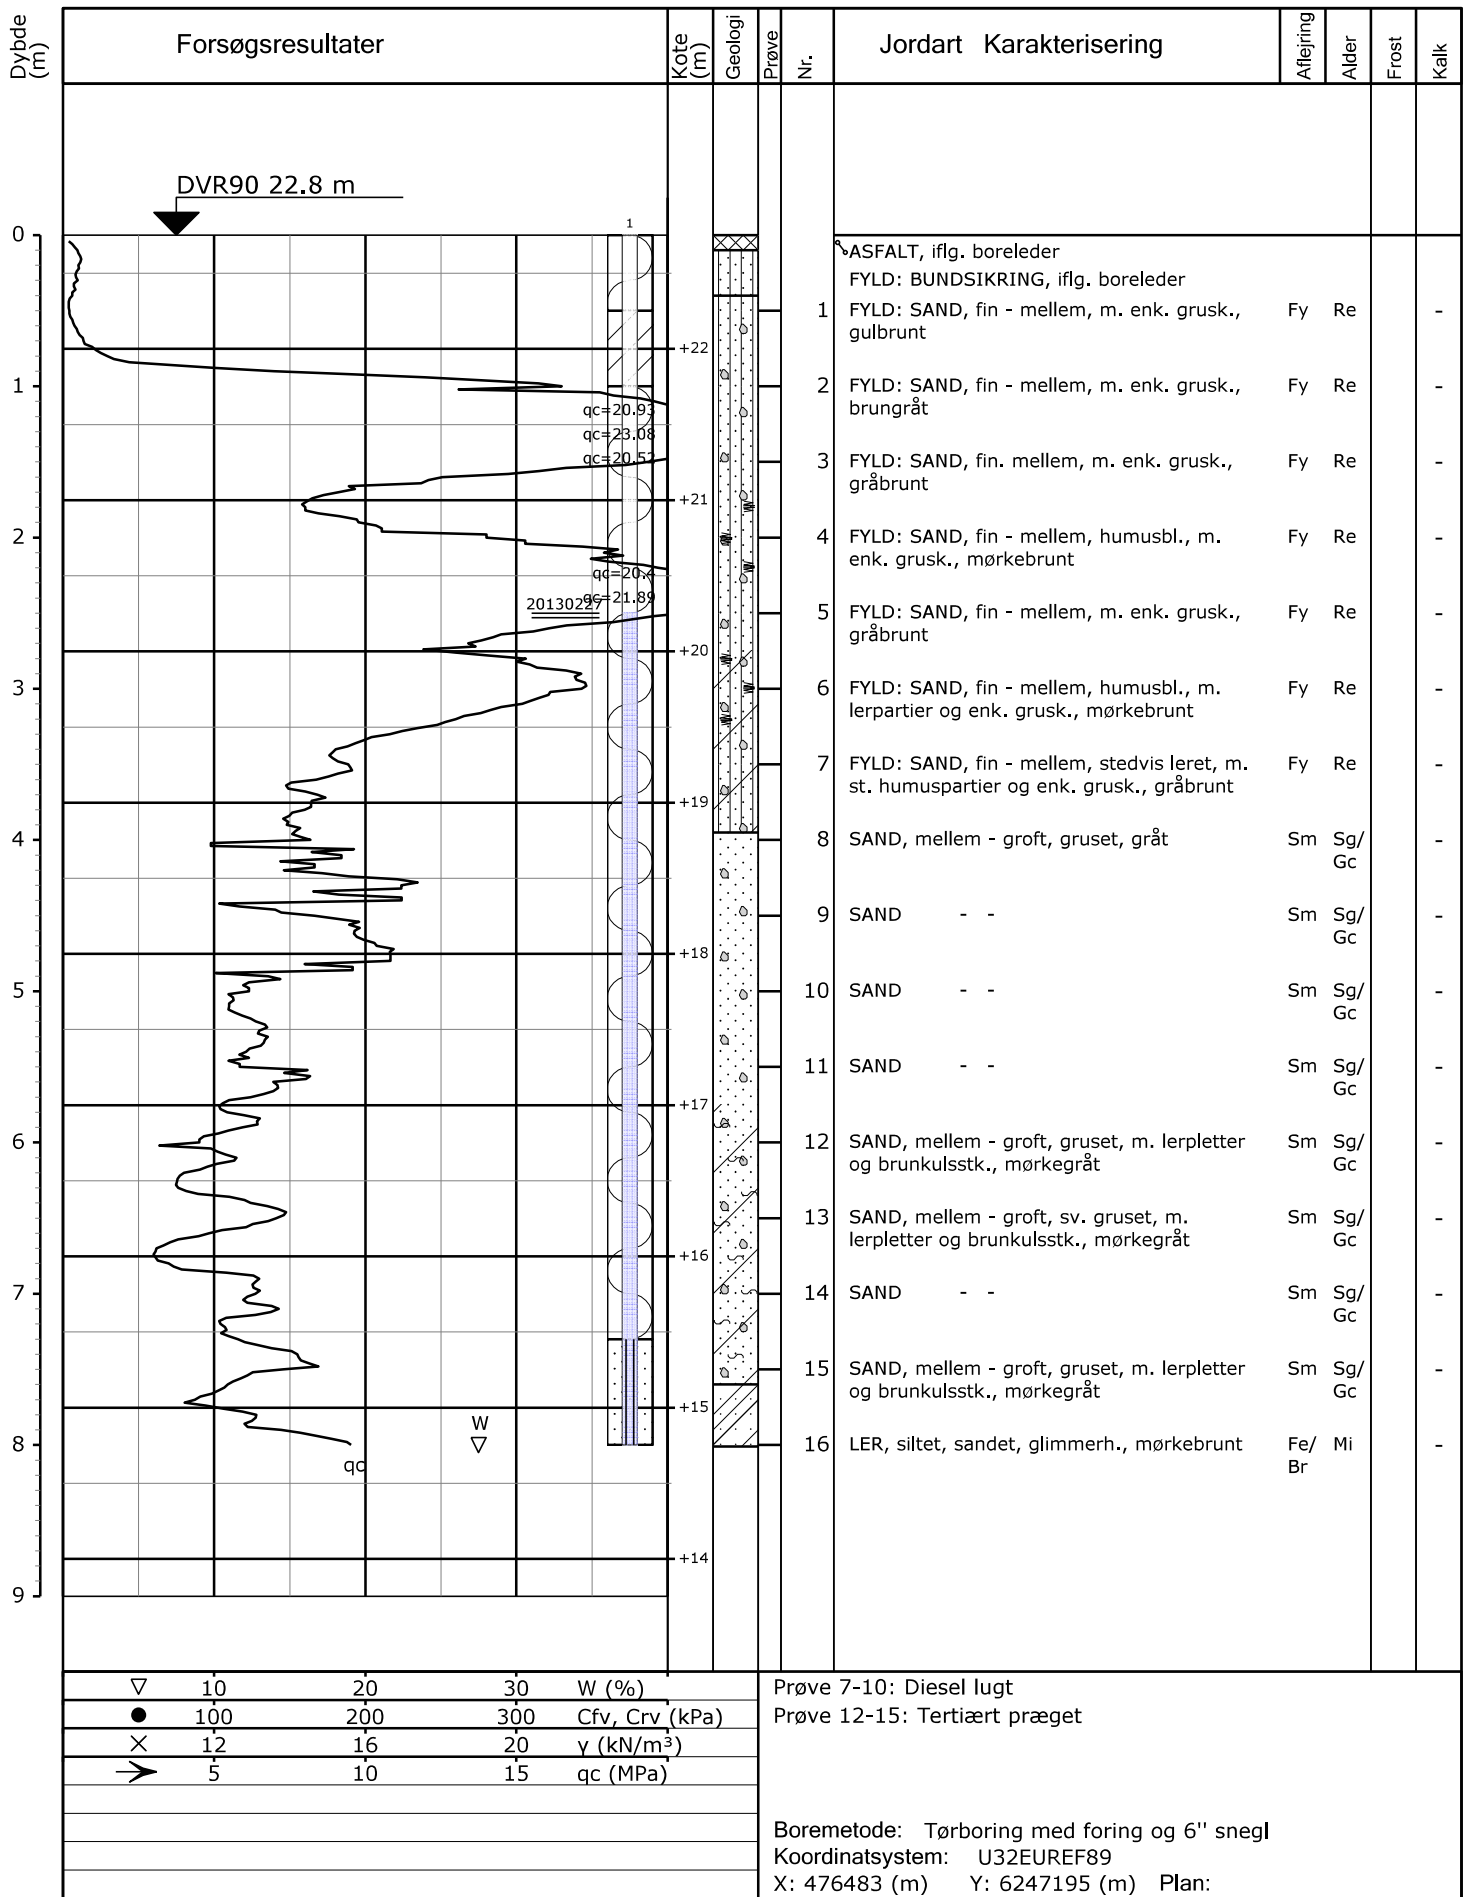 Dybde (m)
Forsøgsresultater
Kote (m)
Geologi
Prøve
Nr.
Jordart Karakterisering
Aflejring
Alder
Frost
Kalk
DVR90 22.8 m
0
1
ASFALT, iflg. boreleder
FYLD: BUNDSIKRING, iflg. boreleder
1 FYLD: SAND, fin - mellem, m. enk. grusk., Fy Re -
gulbrunt
+22
1
2 FYLD: SAND, fin - mellem, m. enk. grusk., Fy Re -
brungråt
qc=20.93
qc=23.08
qc=20.52
3 FYLD: SAND, fin. mellem, m. enk. grusk., Fy Re -
gråbrunt
+21
2
4 FYLD: SAND, fin - mellem, humusbl., m. Fy Re -
enk. grusk., mørkebrunt
qc=20.4
qc=21.89
20130227
5 FYLD: SAND, fin - mellem, m. enk. grusk., Fy Re -
gråbrunt
+20
3
6 FYLD: SAND, fin - mellem, humusbl., m. Fy Re -
lerpartier og enk. grusk., mørkebrunt
7 FYLD: SAND, fin - mellem, stedvis leret, m. Fy Re -
st. humuspartier og enk. grusk., gråbrunt
+19
4
8 SAND, mellem - groft, gruset, gråt Sm Sg/ -
Gc
9 SAND - - Sm Sg/ -
Gc
+18
5
10 SAND - - Sm Sg/ -
Gc
11 SAND - - Sm Sg/ -
Gc
+17
6
12 SAND, mellem - groft, gruset, m. lerpletter Sm Sg/ -
og brunkulsstk., mørkegråt Gc
13 SAND, mellem - groft, sv. gruset, m. Sm Sg/ -
lerpletter og brunkulsstk., mørkegråt Gc
+16
7
14 SAND - - Sm Sg/ -
Gc
15 SAND, mellem - groft, gruset, m. lerpletter Sm Sg/ -
og brunkulsstk., mørkegråt Gc
+15
W
8
16 LER, siltet, sandet, glimmerh., mørkebrunt Fe/ Mi -
Br
qc
+14
9
10 20 30 W (%)
100 200 300 Cfv, Crv (kPa)
12 16 20 γ (kN/m³)
5 10 15 qc (MPa)
Prøve 7-10: Diesel lugt
Prøve 12-15: Tertiært præget
Boremetode: Tørboring med foring og 6'' snegl
Koordinatsystem: U32EUREF89
X: 476483 (m) Y: 6247195 (m) Plan: